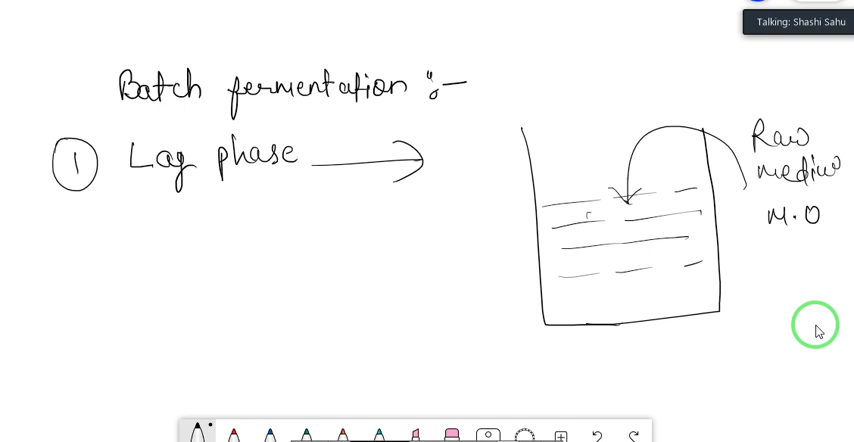 Talking: Shashi Sahu
Batch fermentation :-
① Lag phase →
Raw
medium
M.O